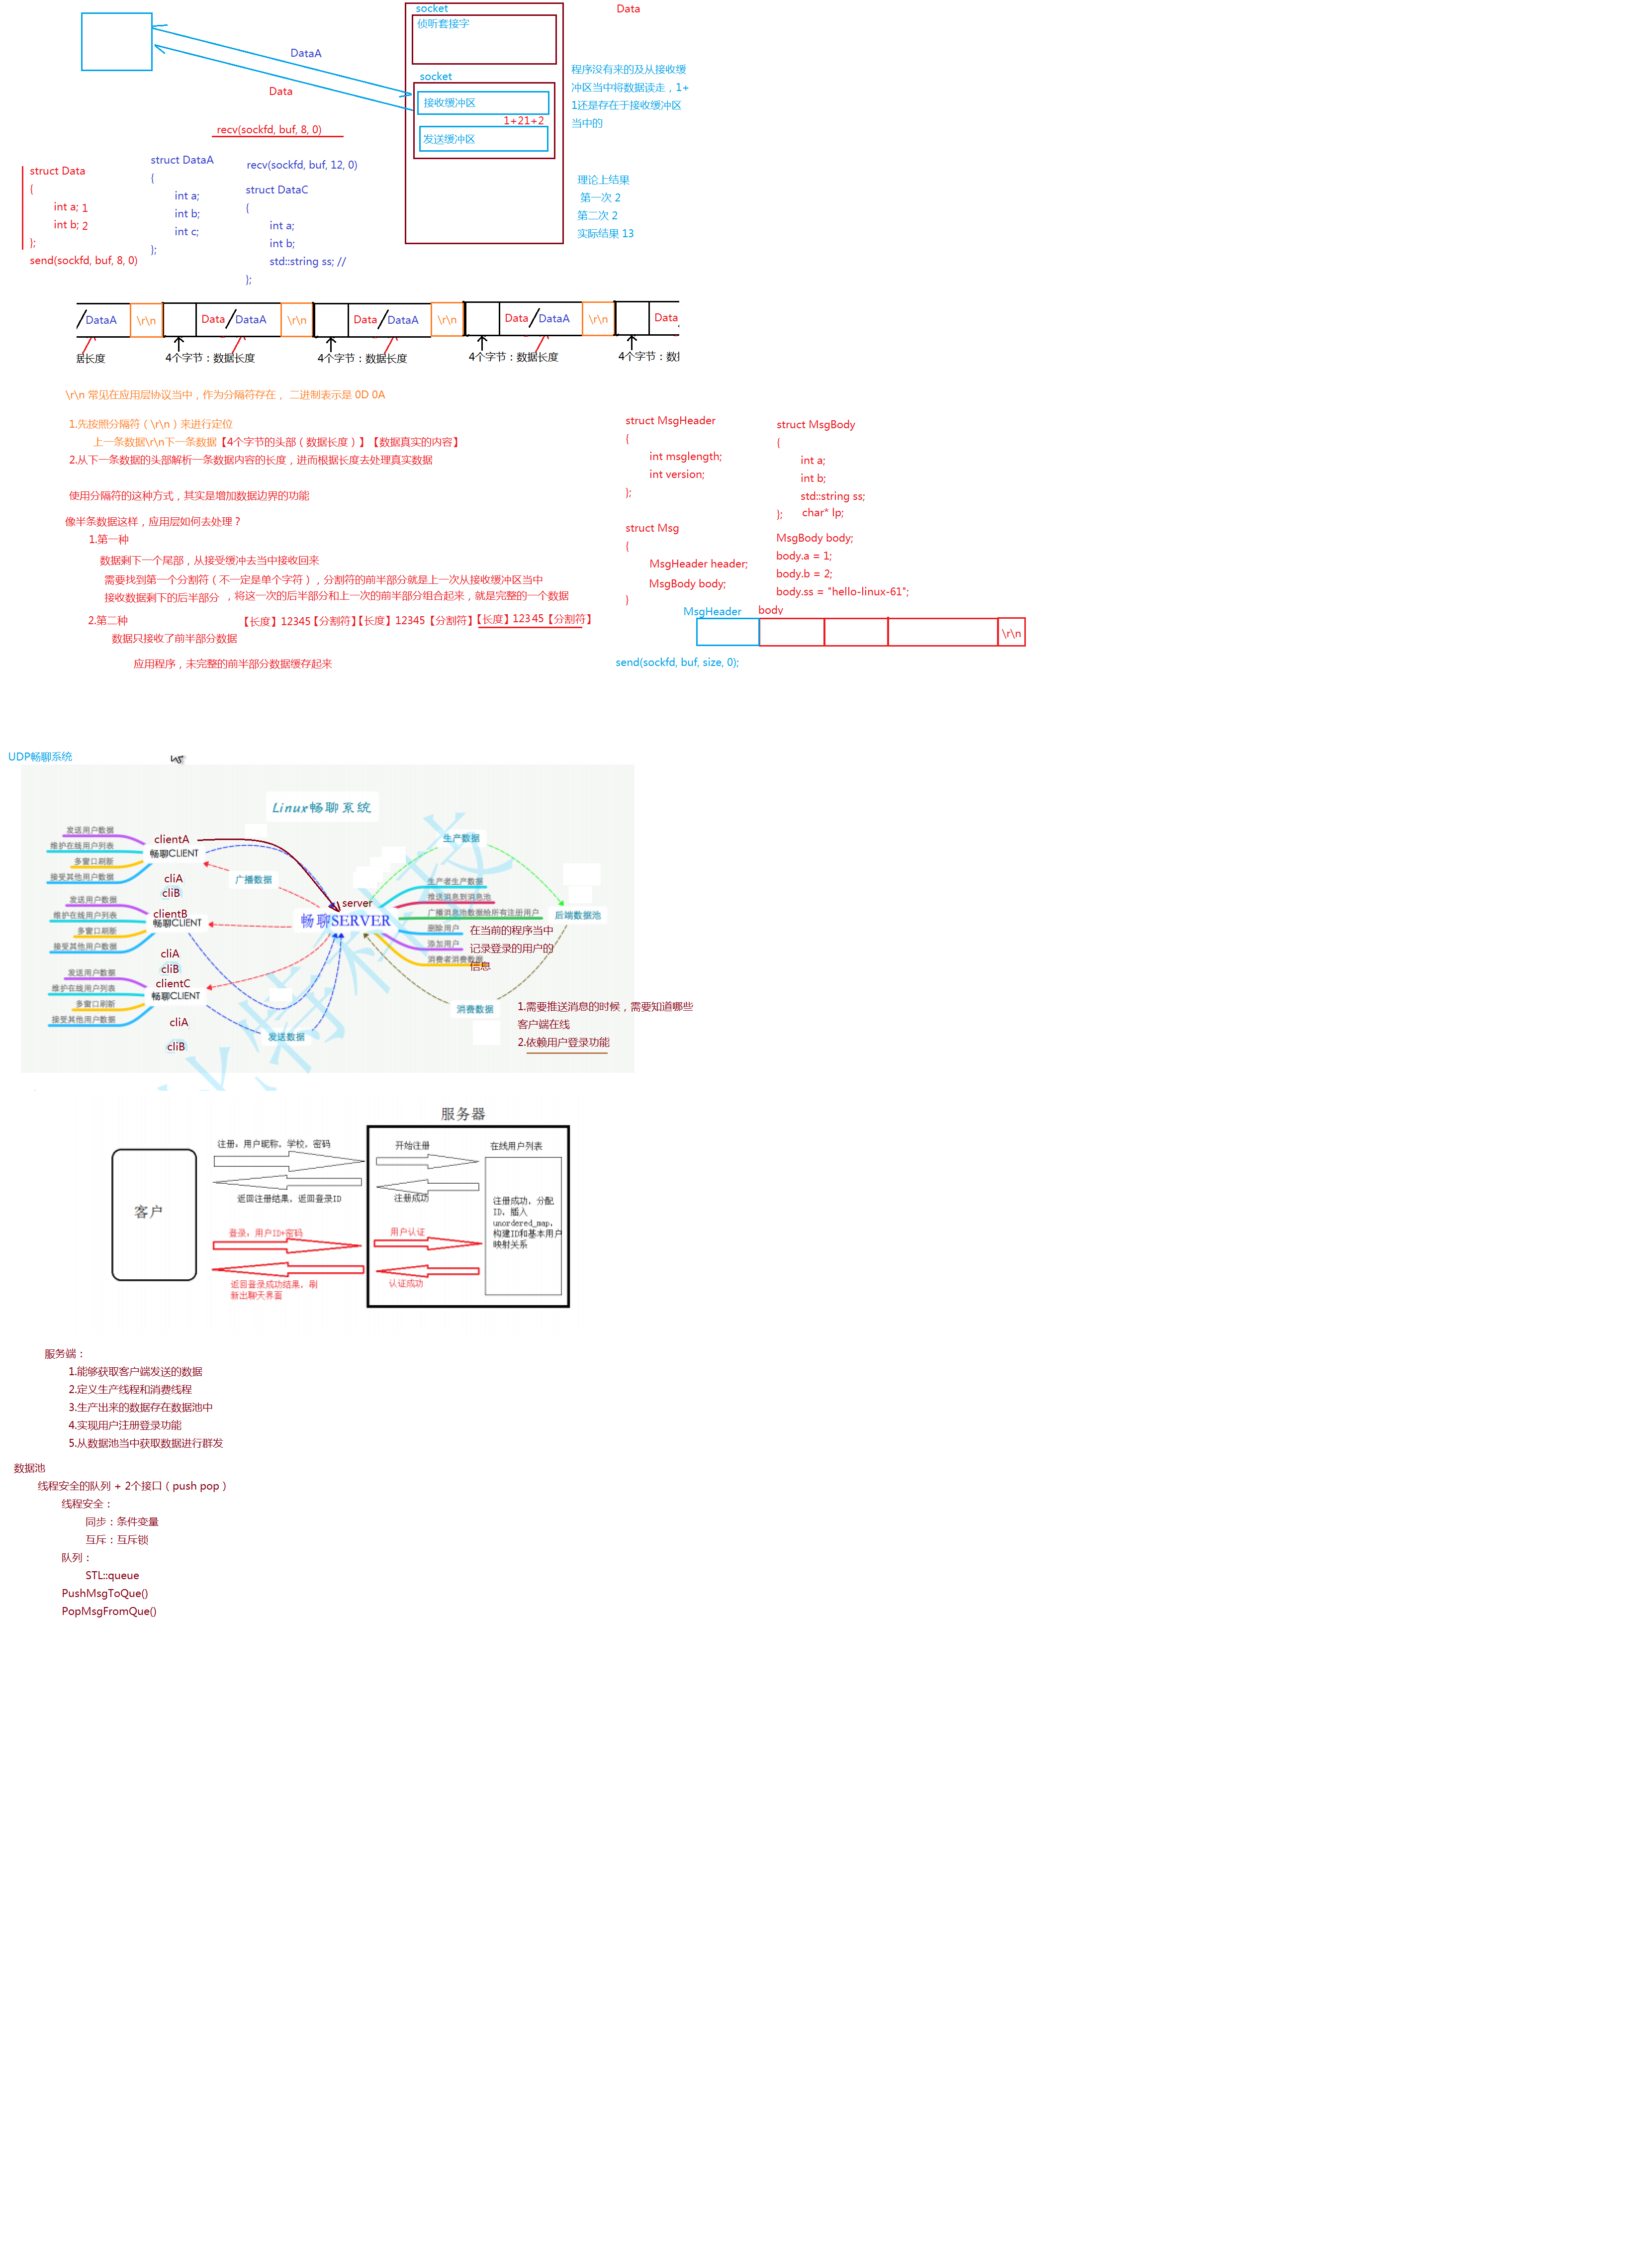 socket
侦听套接字
Data
DataA
Data
socket
接收缓冲区
1+21+2
发送缓冲区
程序没有来的及从接收缓
冲区当中将数据读走，1+
1还是存在于接收缓冲区
当中的
理论上结果
第一次 2
第二次 2
实际结果 13
recv(sockfd, buf, 8, 0)
struct Data
{
int a; 1
int b; 2
};
send(sockfd, buf, 8, 0)
struct DataA
{
int a;
int b;
int c;
};
recv(sockfd, buf, 12, 0)
struct DataC
{
int a;
int b;
std::string ss; //
};
DataA \r\n Data DataA \r\n Data DataA \r\n Data DataA \r\n Data
据长度 4个字节：数据长度 4个字节：数据长度 4个字节：数据长度 4个字节：数
\r\n 常见在应用层协议当中，作为分隔符存在， 二进制表示是 0D 0A
1.先按照分隔符（\r\n）来进行定位
上一条数据\r\n下一条数据【4个字节的头部（数据长度）】【数据真实的内容】
2.从下一条数据的头部解析一条数据内容的长度，进而根据长度去处理真实数据
使用分隔符的这种方式，其实是增加数据边界的功能
像半条数据这样，应用层如何去处理？
1.第一种
数据剩下一个尾部，从接受缓冲去当中接收回来
需要找到第一个分割符（不一定是单个字符），分割符的前半部分就是上一次从接收缓冲区当中
接收数据剩下的后半部分 ，将这一次的后半部分和上一次的前半部分组合起来，就是完整的一个数据
2.第二种
【长度】12345【分割符】【长度】12345【分割符】【长度】12345【分割符】
数据只接收了前半部分数据
应用程序，未完整的前半部分数据缓存起来
struct MsgHeader
{
int msglength;
int version;
};
struct Msg
{
MsgHeader header;
MsgBody body;
}
struct MsgBody
{
int a;
int b;
std::string ss;
}; char* lp;
MsgBody body;
body.a = 1;
body.b = 2;
body.ss = "hello-linux-61";
MsgHeader body
\r\n
send(sockfd, buf, size, 0);
UDP畅聊系统
Linux畅聊系统
发送用户数据
维护在线用户列表
多窗口刷新
接受其他用户数据
clientA
畅聊CLIENT
cliA
cliB
发送用户数据
维护在线用户列表
多窗口刷新
接受其他用户数据
clientB
畅聊CLIENT
cliA
cliB
发送用户数据
维护在线用户列表
多窗口刷新
接受其他用户数据
clientC
畅聊CLIENT
cliA
cliB
广播数据
发送数据
server
畅聊SERVER
生产数据
生产者生产数据
推送消息到消息池
广播消息池数据给所有注册用户
删除用户
添加用户
消费者消费数据
后端数据池
消费数据
在当前的程序当中
记录登录的用户的
信息
1.需要推送消息的时候，需要知道哪些
客户端在线
2.依赖用户登录功能
服务器
客户
注册：用户昵称、学校、密码
返回注册结果、返回登录ID
登录：用户ID+密码
返回登录成功结果、刷
新出聊天界面
开始注册
注册成功
用户认证
认证成功
在线用户列表
注册成功，分配
ID，插入
unordered_map，
构建ID和基本用户
映射关系
服务端：
1.能够获取客户端发送的数据
2.定义生产线程和消费线程
3.生产出来的数据存在数据池中
4.实现用户注册登录功能
5.从数据池当中获取数据进行群发
数据池
线程安全的队列 + 2个接口（push pop）
线程安全：
同步：条件变量
互斥：互斥锁
队列：
STL::queue
PushMsgToQue()
PopMsgFromQue()